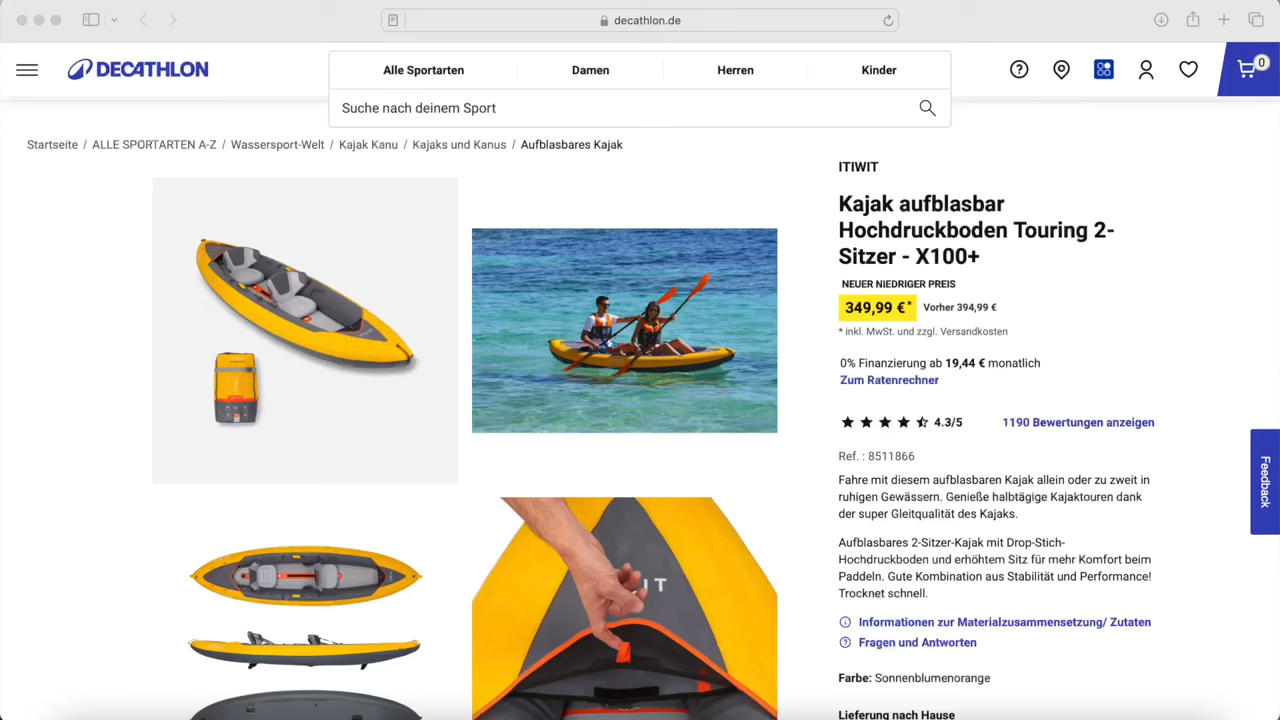 decathlon.de
DECATHLON
Alle Sportarten
Damen
Herren
Kinder
0
Suche nach deinem Sport
Startseite / ALLE SPORTARTEN A-Z / Wassersport-Welt / Kajak Kanu / Kajaks und Kanus / Aufblasbares Kajak
ITIWIT
Kajak aufblasbar
Hochdruckboden Touring 2-
Sitzer - X100+
NEUER NIEDRIGER PREIS
349,99 €* Vorher 394,99 €
* inkl. MwSt. und zzgl. Versandkosten
0% Finanzierung ab 19,44 € monatlich
Zum Ratenrechner
4.3/5
1190 Bewertungen anzeigen
Ref. : 8511866
Fahre mit diesem aufblasbaren Kajak allein oder zu zweit in
ruhigen Gewässern. Genieße halbtägige Kajaktouren dank
der super Gleitqualität des Kajaks.
Aufblasbares 2-Sitzer-Kajak mit Drop-Stich-
Hochdruckboden und erhöhtem Sitz für mehr Komfort beim
Paddeln. Gute Kombination aus Stabilität und Performance!
Trocknet schnell.
Informationen zur Materialzusammensetzung/ Zutaten
Fragen und Antworten
Farbe: Sonnenblumenorange
Lieferung nach Hause
Feedback